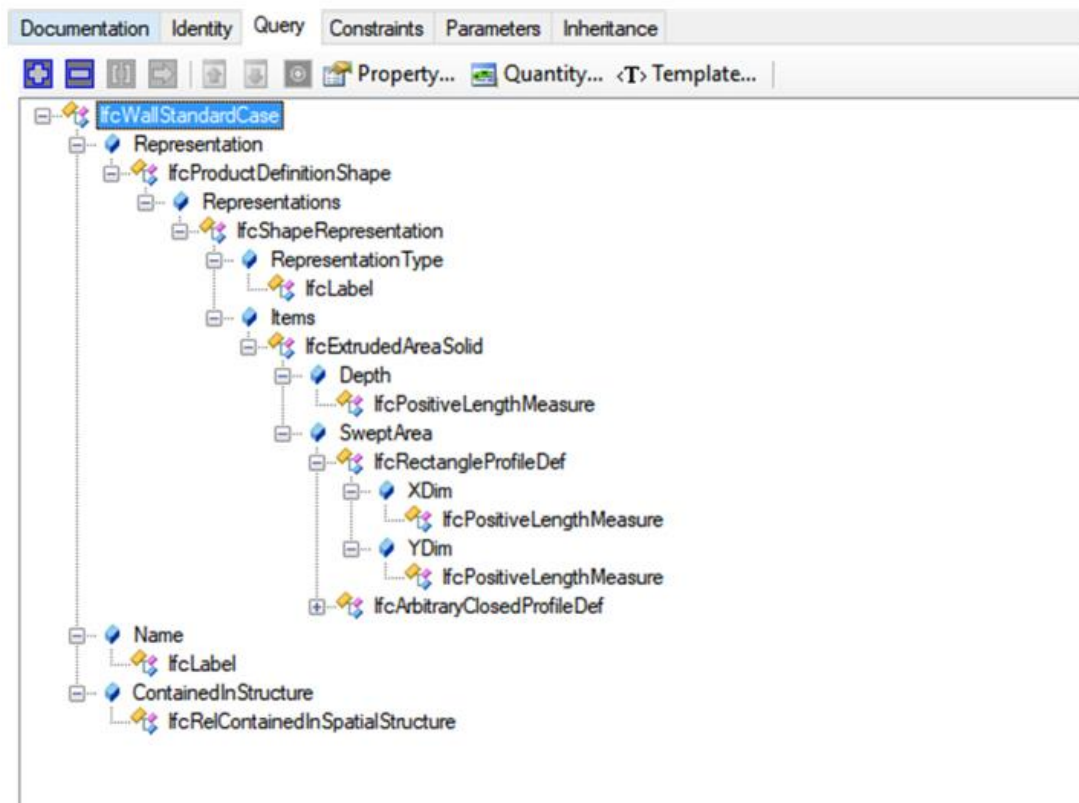 Documentation Identity Query Constraints Parameters Inheritance
Property... Quantity... <T> Template...
IfcWallStandardCase
Representation
IfcProductDefinitionShape
Representations
IfcShapeRepresentation
RepresentationType
IfcLabel
Items
IfcExtrudedAreaSolid
Depth
IfcPositiveLengthMeasure
SweptArea
IfcRectangleProfileDef
XDim
IfcPositiveLengthMeasure
YDim
IfcPositiveLengthMeasure
IfcArbitraryClosedProfileDef
Name
IfcLabel
ContainedInStructure
IfcRelContainedInSpatialStructure